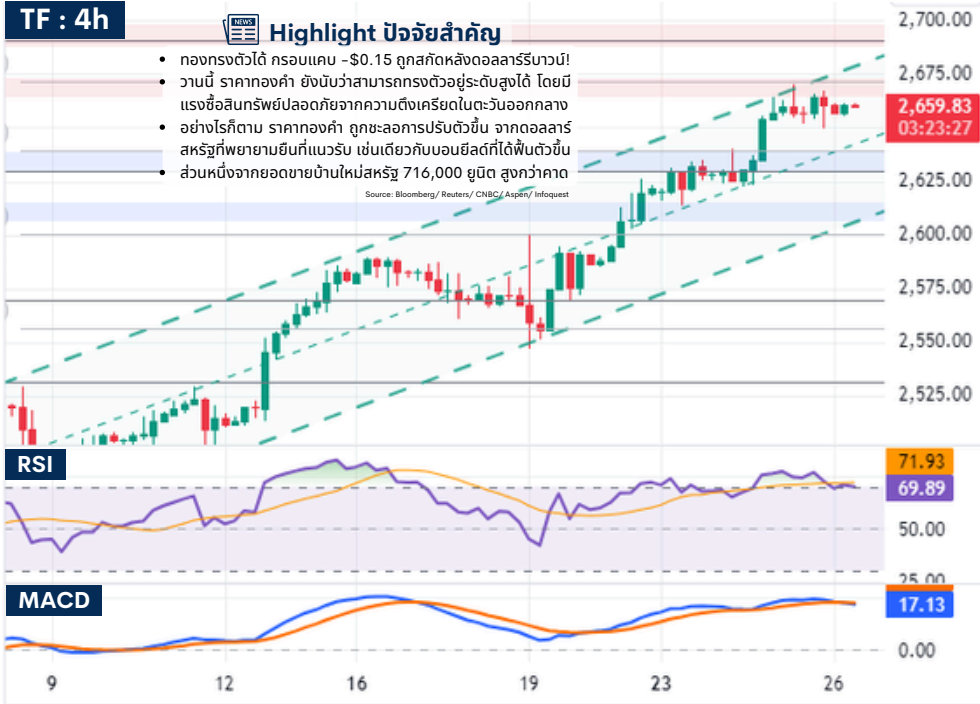 TF : 4h
NEWS
Highlight ปัจจัยสำคัญ
• ทองทรงตัวได้ กรอบแคบ -$0.15 ถูกสกัดหลังดอลลาร์รีบาวน์!
• วานนี้ ราคาทองคำ ยังนับว่าสามารถทรงตัวอยู่ระดับสูงได้ โดยมี
แรงซื้อสินทรัพย์ปลอดภัยจากความตึงเครียดในตะวันออกกลาง
• อย่างไรก็ตาม ราคาทองคำ ถูกชะลอการปรับตัวขึ้น จากดอลลาร์
สหรัฐที่พยายามยืนที่แนวรับ เช่นเดียวกับบอนยีลด์ที่ได้ฟื้นตัวขึ้น
• ส่วนหนึ่งจากยอดขายบ้านใหม่สหรัฐ 716,000 ยูนิต สูงกว่าคาด
Source: Bloomberg/ Reuters/ CNBC/ Aspen/ Infoquest
2,700.00
2,675.00
2,659.83
03:23:27
2,625.00
2,600.00
2,575.00
2,550.00
2,525.00
RSI
71.93
69.89
50.00
25.00
MACD
17.13
0.00
9 12 16 19 23 26